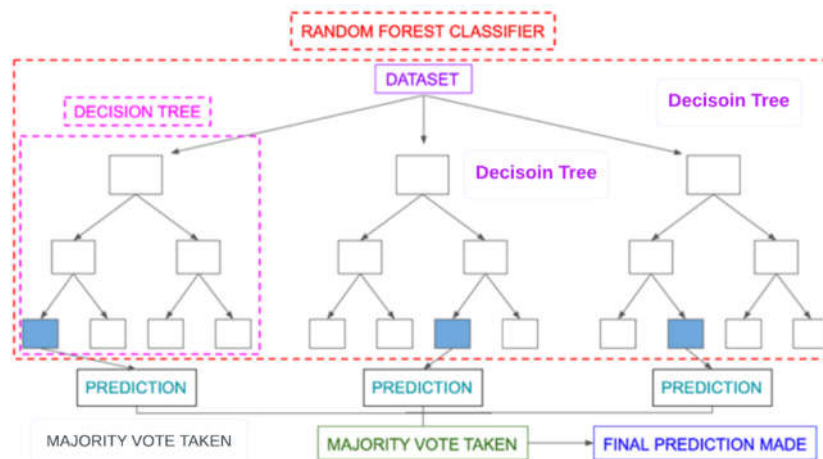 RANDOM FOREST CLASSIFIER
DATASET
DECISION TREE
Decisoin Tree
Decisoin Tree
PREDICTION
PREDICTION
PREDICTION
MAJORITY VOTE TAKEN
MAJORITY VOTE TAKEN
FINAL PREDICTION MADE